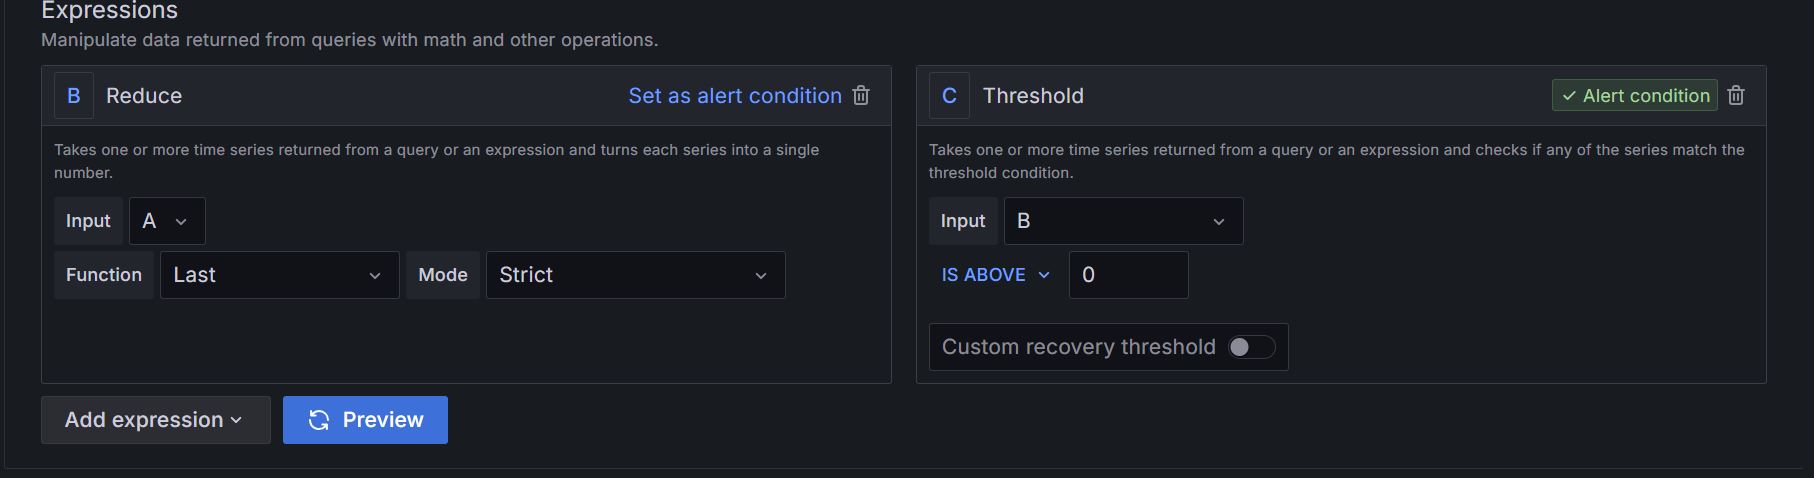 Expressions
Manipulate data returned from queries with math and other operations.
B Reduce Set as alert condition
Takes one or more time series returned from a query or an expression and turns each series into a single
number.
Input A
Function Last Mode Strict
C Threshold Alert condition
Takes one or more time series returned from a query or an expression and checks if any of the series match the
threshold condition.
Input B
IS ABOVE 0
Custom recovery threshold
Add expression Preview